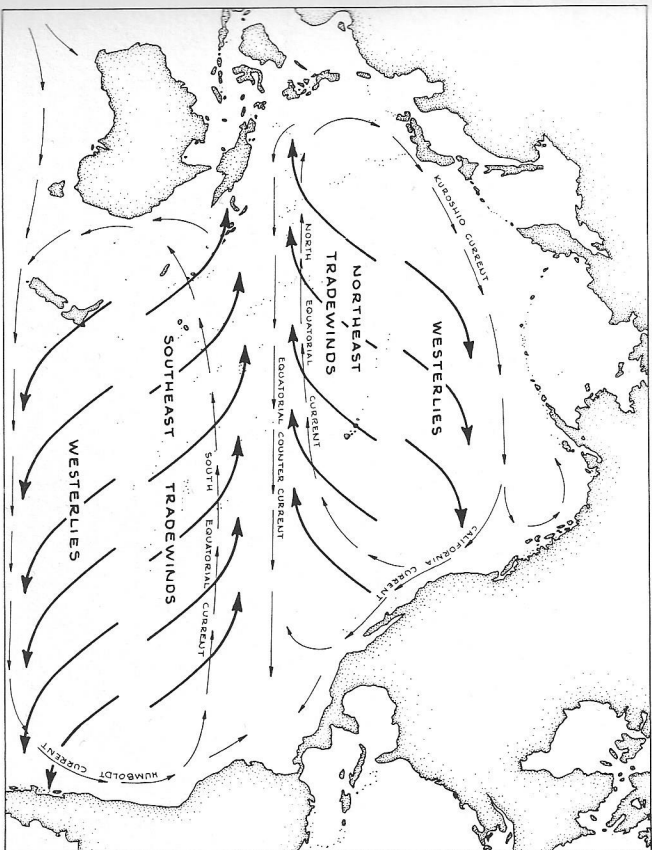 KUROSHIO CURRENT
WESTERLIES
CALIFORNIA CURRENT
NORTHEAST
TRADEWINDS
NORTH EQUATORIAL CURRENT
EQUATORIAL COUNTER CURRENT
SOUTH EQUATORIAL CURRENT
SOUTHEAST TRADEWINDS
HUMBOLDT CURRENT
WESTERLIES